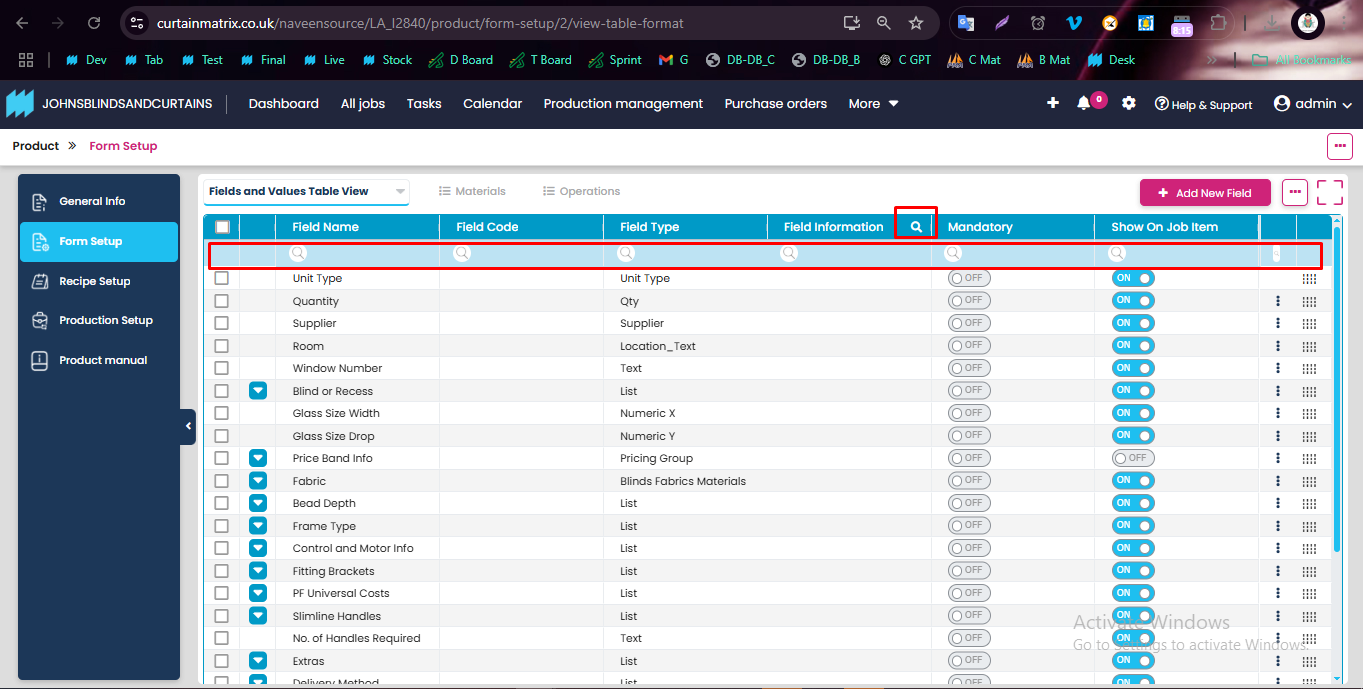 curtainmatrix.co.uk/naveensource/LA_I2840/product/form-setup/2/view-table-format
8:15
Dev Tab Test Final Live Stock D Board T Board Sprint G DB-DB_C DB-DB_B C GPT C Mat B Mat Desk » All Bookmarks
JOHNSBLINDSANDCURTAINS Dashboard All jobs Tasks Calendar Production management Purchase orders More 0 Help & Support admin
Product » Form Setup
General Info
Form Setup
Recipe Setup
Production Setup
Product manual
Fields and Values Table View Materials Operations + Add New Field
Field Name Field Code Field Type Field Information Mandatory Show On Job Item
Unit Type Unit Type OFF ON
Quantity Qty OFF ON
Supplier Supplier OFF ON
Room Location_Text OFF ON
Window Number Text OFF ON
Blind or Recess List OFF ON
Glass Size Width Numeric X OFF ON
Glass Size Drop Numeric Y OFF ON
Price Band Info Pricing Group OFF OFF
Fabric Blinds Fabrics Materials OFF ON
Bead Depth List OFF ON
Frame Type List OFF ON
Control and Motor Info List OFF ON
Fitting Brackets List OFF ON
PF Universal Costs List OFF ON
Slimline Handles List OFF ON
No. of Handles Required Text OFF ON
Extras List OFF ON
Delivery Method List OFF ON
Activate Windows
Go to Settings to activate Windows.